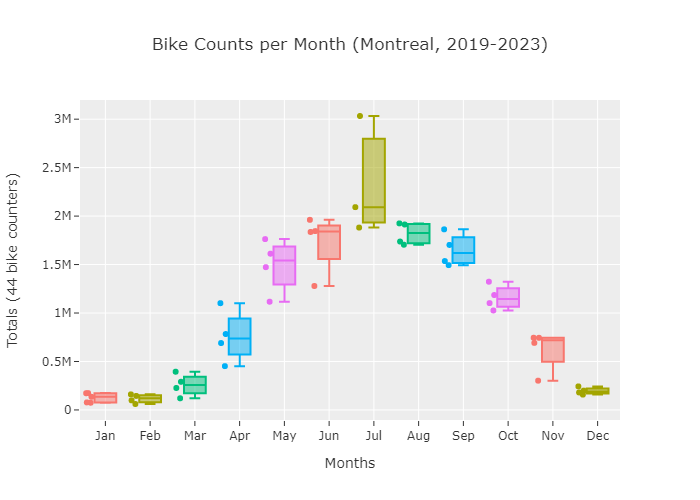 Bike Counts per Month (Montreal, 2019-2023)
Totals (44 bike counters)
3M
2.5M
2M
1.5M
1M
0.5M
0
Jan Feb Mar Apr May Jun Jul Aug Sep Oct Nov Dec
Months